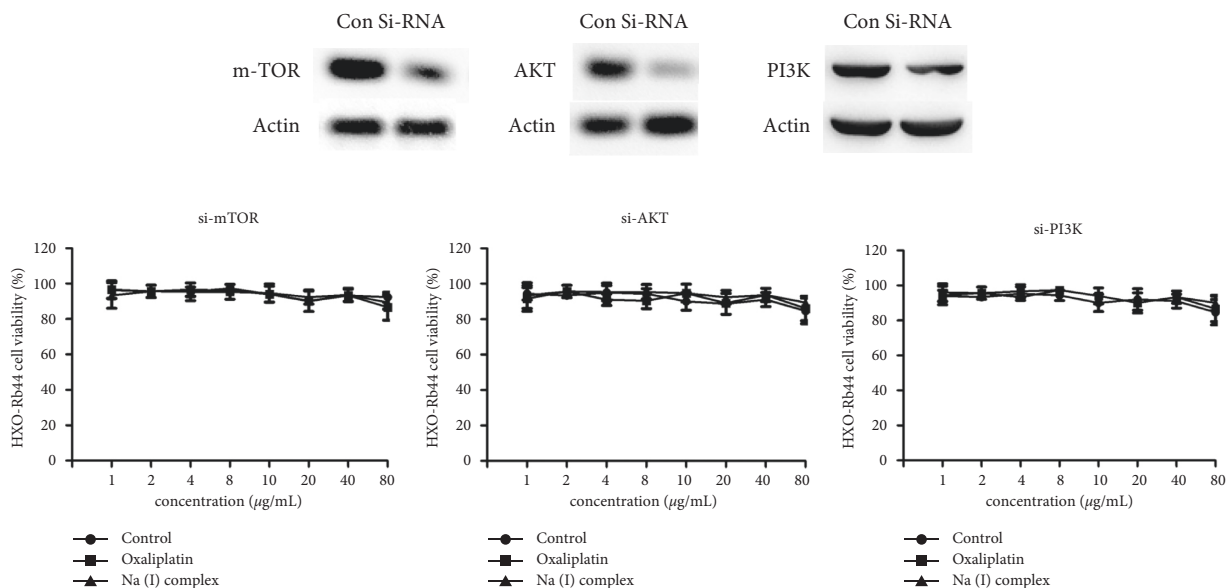 Con Si-RNA
m-TOR
Actin
Con Si-RNA
AKT
Actin
Con Si-RNA
PI3K
Actin
si-mTOR
HXO-Rb44 cell viability (%)
120
100
80
60
40
20
0
1 2 4 8 10 20 40 80
concentration (µg/mL)
Control
Oxaliplatin
Na (I) complex
si-AKT
HXO-Rb44 cell viability (%)
120
100
80
60
40
20
0
1 2 4 8 10 20 40 80
concentration (µg/mL)
Control
Oxaliplatin
Na (I) complex
si-PI3K
HXO-Rb44 cell viability (%)
120
100
80
60
40
20
0
1 2 4 8 10 20 40 80
concentration (µg/mL)
Control
Oxaliplatin
Na (I) complex